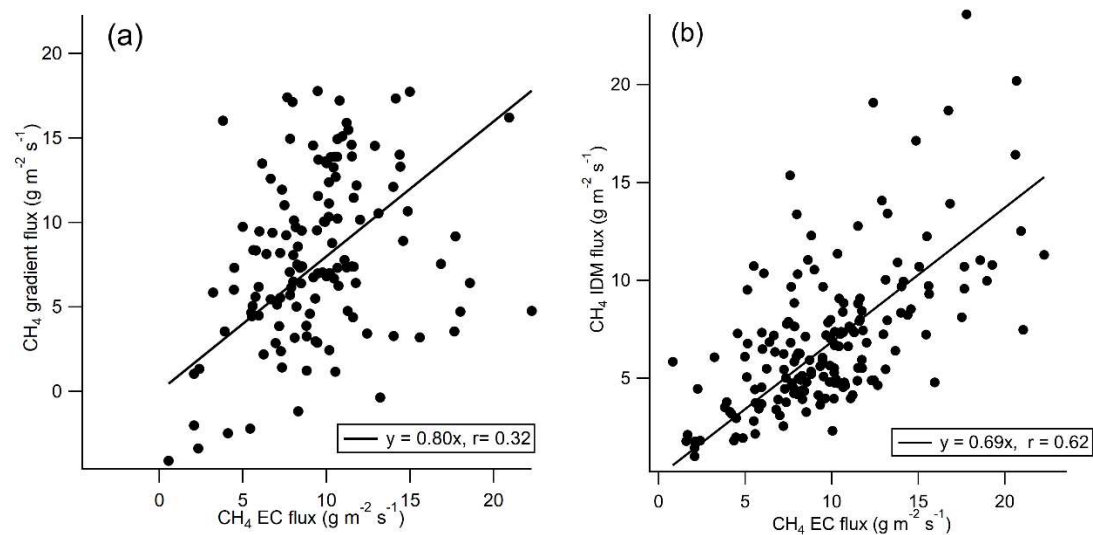 (a)
20
15
10
5
0
CH₄ gradient flux (g m⁻² s⁻¹)
y = 0.80x, r= 0.32
0
5
10
15
20
CH₄ EC flux (g m⁻² s⁻¹)
(b)
20
15
10
5
CH₄ IDM flux (g m⁻² s⁻¹)
y = 0.69x, r = 0.62
0
5
10
15
20
CH₄ EC flux (g m⁻² s⁻¹)